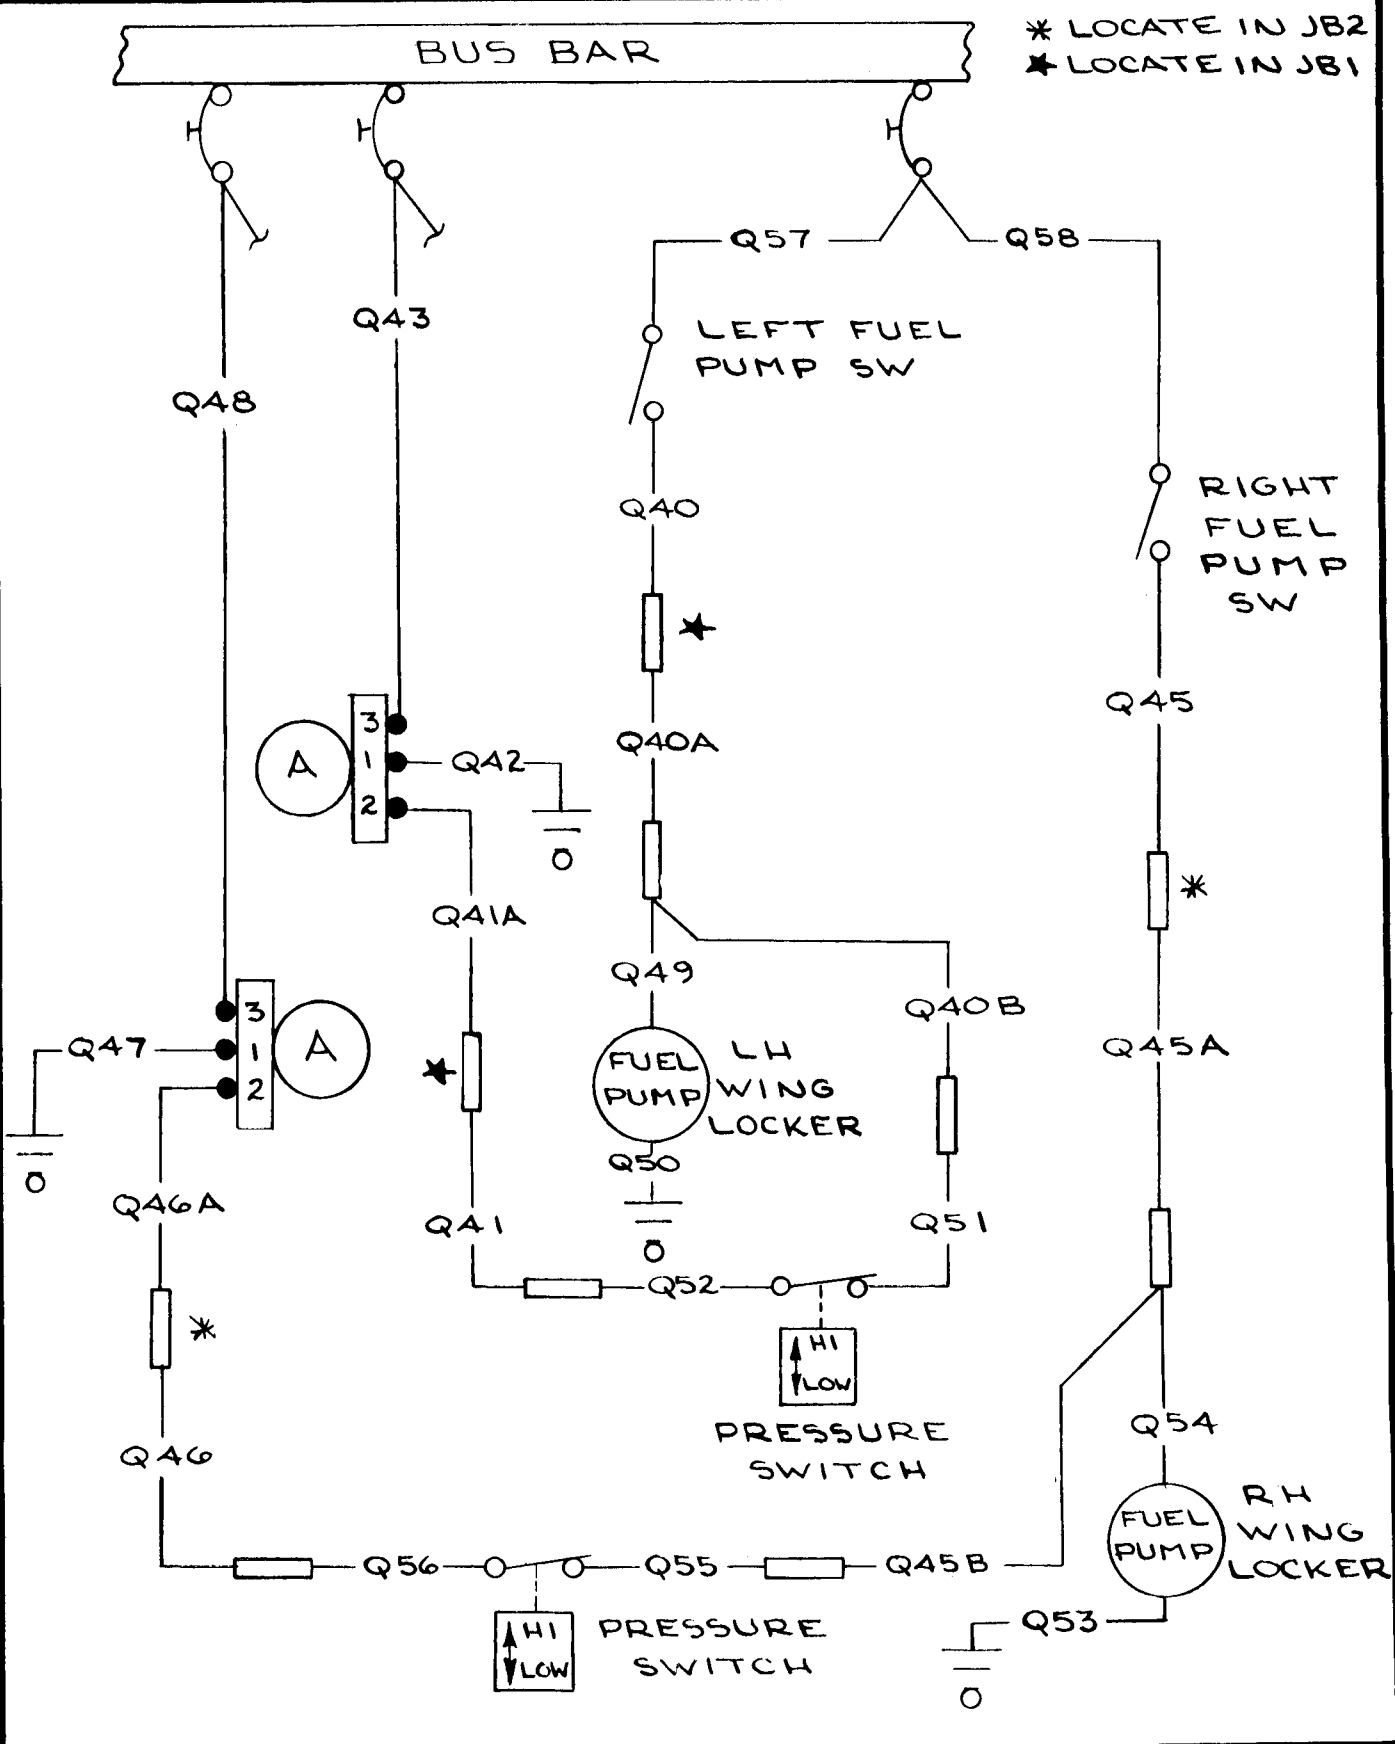 BUS BAR
* LOCATE IN JB2
★ LOCATE IN JB1
Q57
Q58
Q43
LEFT FUEL
PUMP SW
Q48
Q40
RIGHT
FUEL
PUMP
SW
Q45
★
3
1
2
A
Q42
Q40A
*
Q41A
Q49
Q40B
3
1
2
A
Q47
★
FUEL
PUMP
LH
WING
LOCKER
Q45A
Q50
Q46A
Q41
Q51
Q52
*
HI
LOW
PRESSURE
SWITCH
Q54
Q46
FUEL
PUMP
RH
WING
LOCKER
Q56
Q55
Q45B
HI
LOW
PRESSURE
SWITCH
Q53